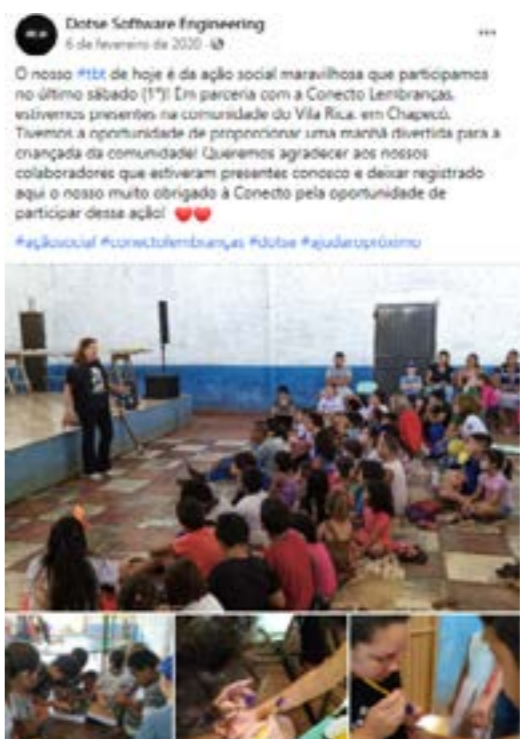 Dotse Software Engineering
6 de fevereiro de 2020
O nosso #tbt de hoje é da ação social maravilhosa que participamos
no último sábado (1º)! Em parceria com a Conecto Lembranças,
estivemos presentes na comunidade do Vila Rica, em Chapecó.
Tivemos a oportunidade de proporcionar uma manhã divertida para a
criançada da comunidade! Queremos agradecer aos nossos
colaboradores que estiveram presentes conosco e deixar registrado
aqui o nosso muito obrigado à Conecto pela oportunidade de
participar dessa ação! ❤️❤️
#açãosocial #conectolembranças #dotse #ajudaropróximo